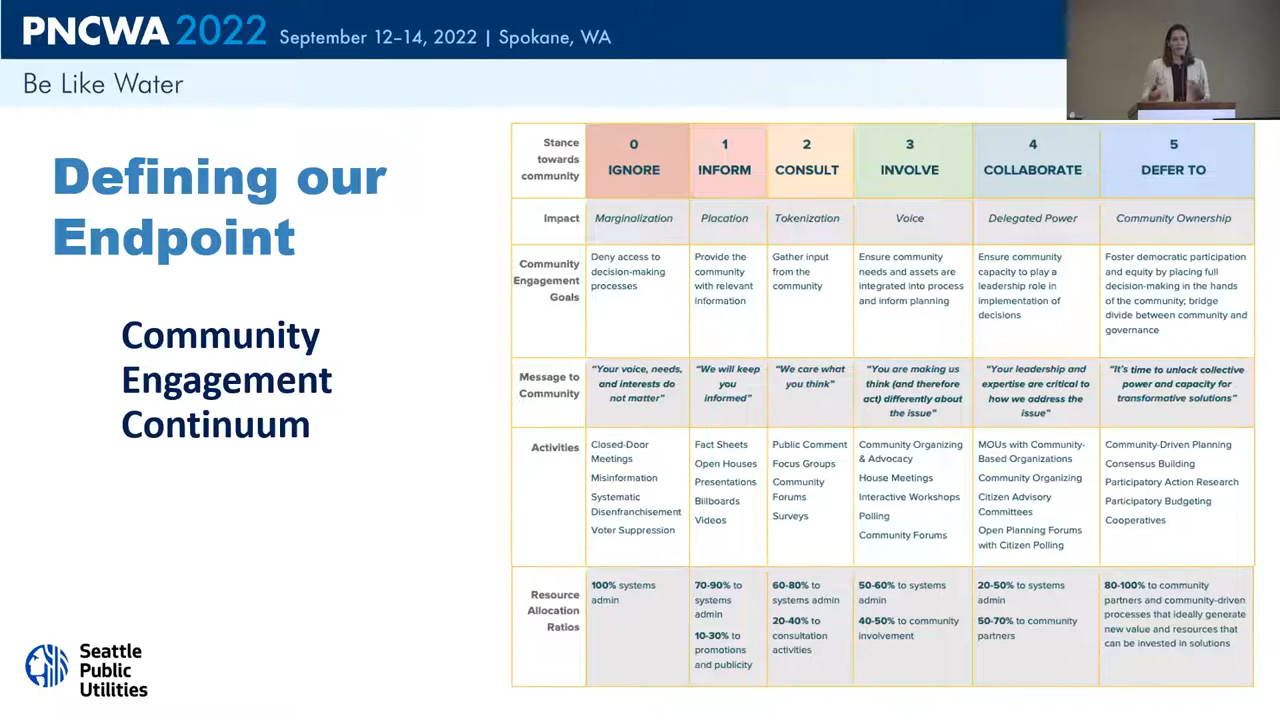 PNCWA 2022 September 12–14, 2022 | Spokane, WA
Be Like Water
Defining our
Endpoint
Community
Engagement
Continuum
Seattle
Public
Utilities
Stance
towards
community
0
IGNORE
1
INFORM
2
CONSULT
3
INVOLVE
4
COLLABORATE
5
DEFER TO
Impact
Marginalization
Placation
Tokenization
Voice
Delegated Power
Community Ownership
Community
Engagement
Goals
Deny access to
decision-making
processes
Provide the
community
with relevant
information
Gather input
from the
community
Ensure community
needs and assets are
integrated into process
and inform planning
Ensure community
capacity to play a
leadership role in
implementation of
decisions
Foster democratic participation
and equity by placing full
decision-making in the hands
of the community; bridge
divide between community and
governance
Message to
Community
“Your voice, needs,
and interests do
not matter”
“We will keep
you
informed”
“We care what
you think”
“You are making us
think (and therefore
act) differently about
the issue”
“Your leadership and
expertise are critical to
how we address the
issue”
“It’s time to unlock collective
power and capacity for
transformative solutions”
Activities
Closed-Door
Meetings
Misinformation
Systematic
Disenfranchisement
Voter Suppression
Fact Sheets
Open Houses
Presentations
Billboards
Videos
Public Comment
Focus Groups
Community
Forums
Surveys
Community Organizing
& Advocacy
House Meetings
Interactive Workshops
Polling
Community Forums
MOUs with Community-
Based Organizations
Community Organizing
Citizen Advisory
Committees
Open Planning Forums
with Citizen Polling
Community-Driven Planning
Consensus Building
Participatory Action Research
Participatory Budgeting
Cooperatives
Resource
Allocation
Ratios
100% systems
admin
70-90% to
systems
admin
10-30% to
promotions
and publicity
60-80% to
systems admin
20-40% to
consultation
activities
50-60% to systems
admin
40-50% to community
involvement
20-50% to systems
admin
50-70% to community
partners
80-100% to community
partners and community-driven
processes that ideally generate
new value and resources that
can be invested in solutions